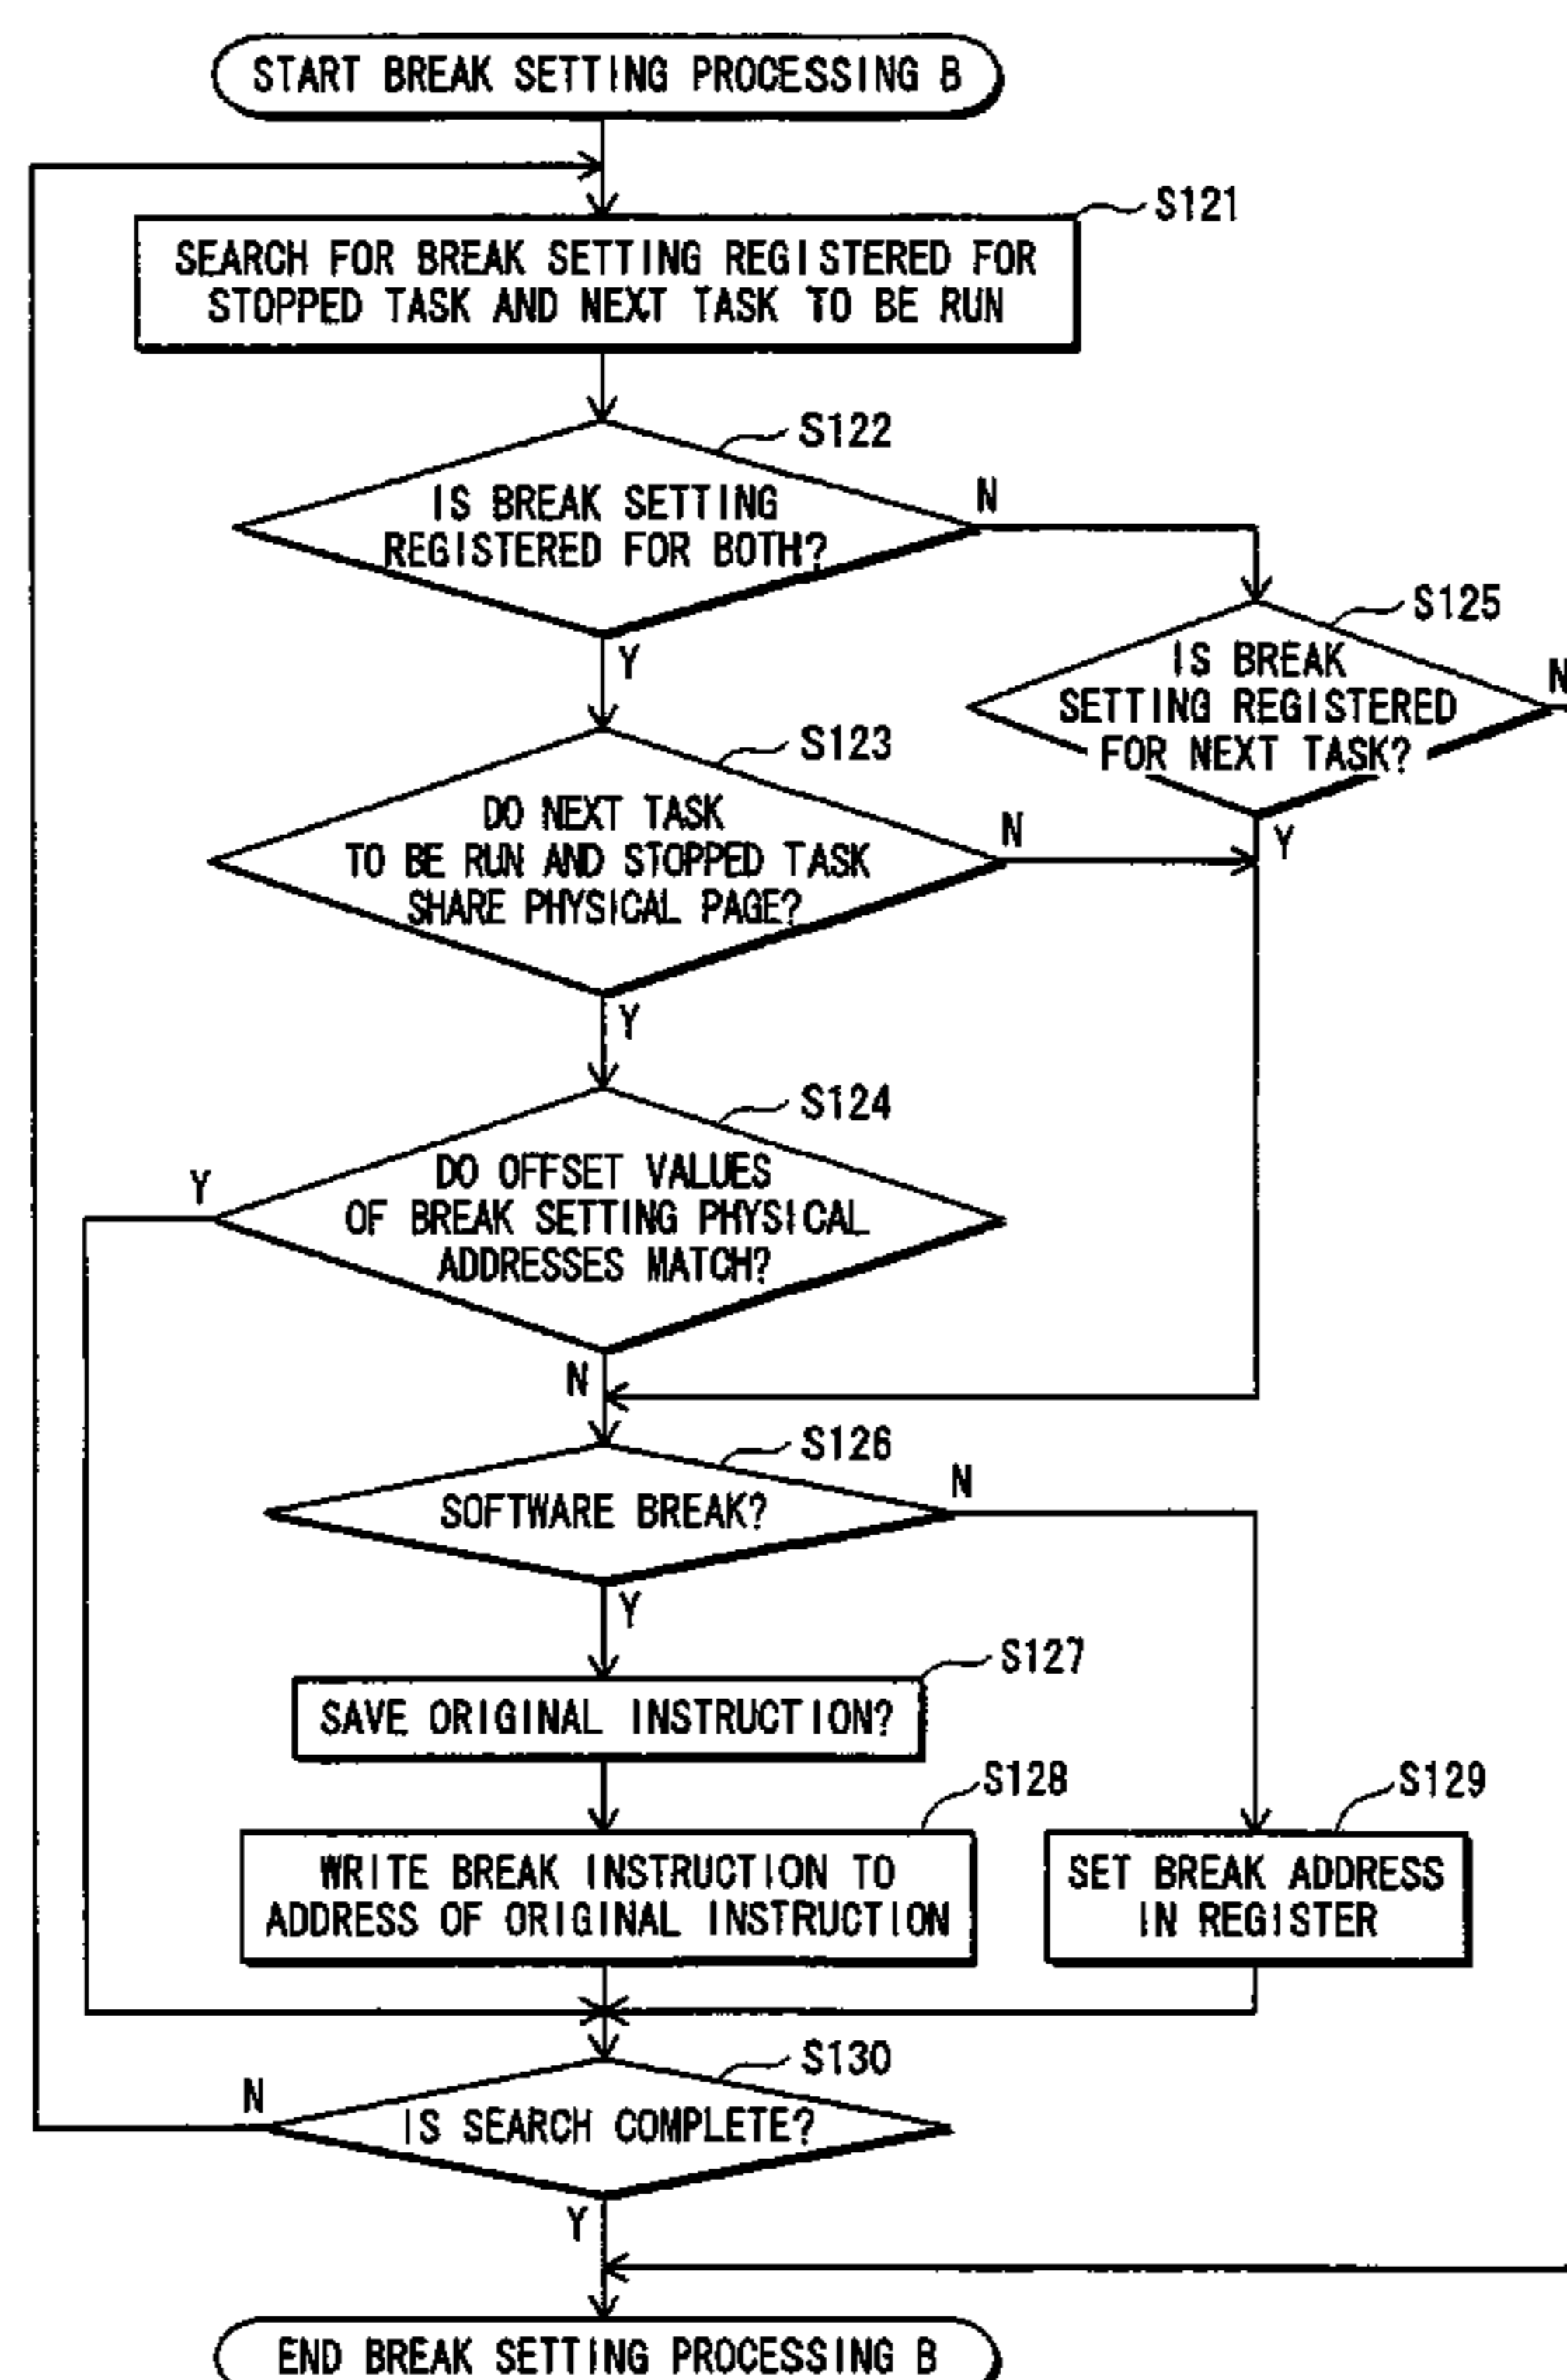 START BREAK SETTING PROCESSING B
S121
SEARCH FOR BREAK SETTING REGISTERED FOR
STOPPED TASK AND NEXT TASK TO BE RUN
S122
IS BREAK SETTING
REGISTERED FOR BOTH?
N
Y
S125
IS BREAK
SETTING REGISTERED
FOR NEXT TASK?
N
Y
S123
DO NEXT TASK
TO BE RUN AND STOPPED TASK
SHARE PHYSICAL PAGE?
N
Y
S124
DO OFFSET VALUES
OF BREAK SETTING PHYSICAL
ADDRESSES MATCH?
Y
N
S126
SOFTWARE BREAK?
N
Y
S127
SAVE ORIGINAL INSTRUCTION?
S128
WRITE BREAK INSTRUCTION TO
ADDRESS OF ORIGINAL INSTRUCTION
S129
SET BREAK ADDRESS
IN REGISTER
S130
IS SEARCH COMPLETE?
N
Y
END BREAK SETTING PROCESSING B